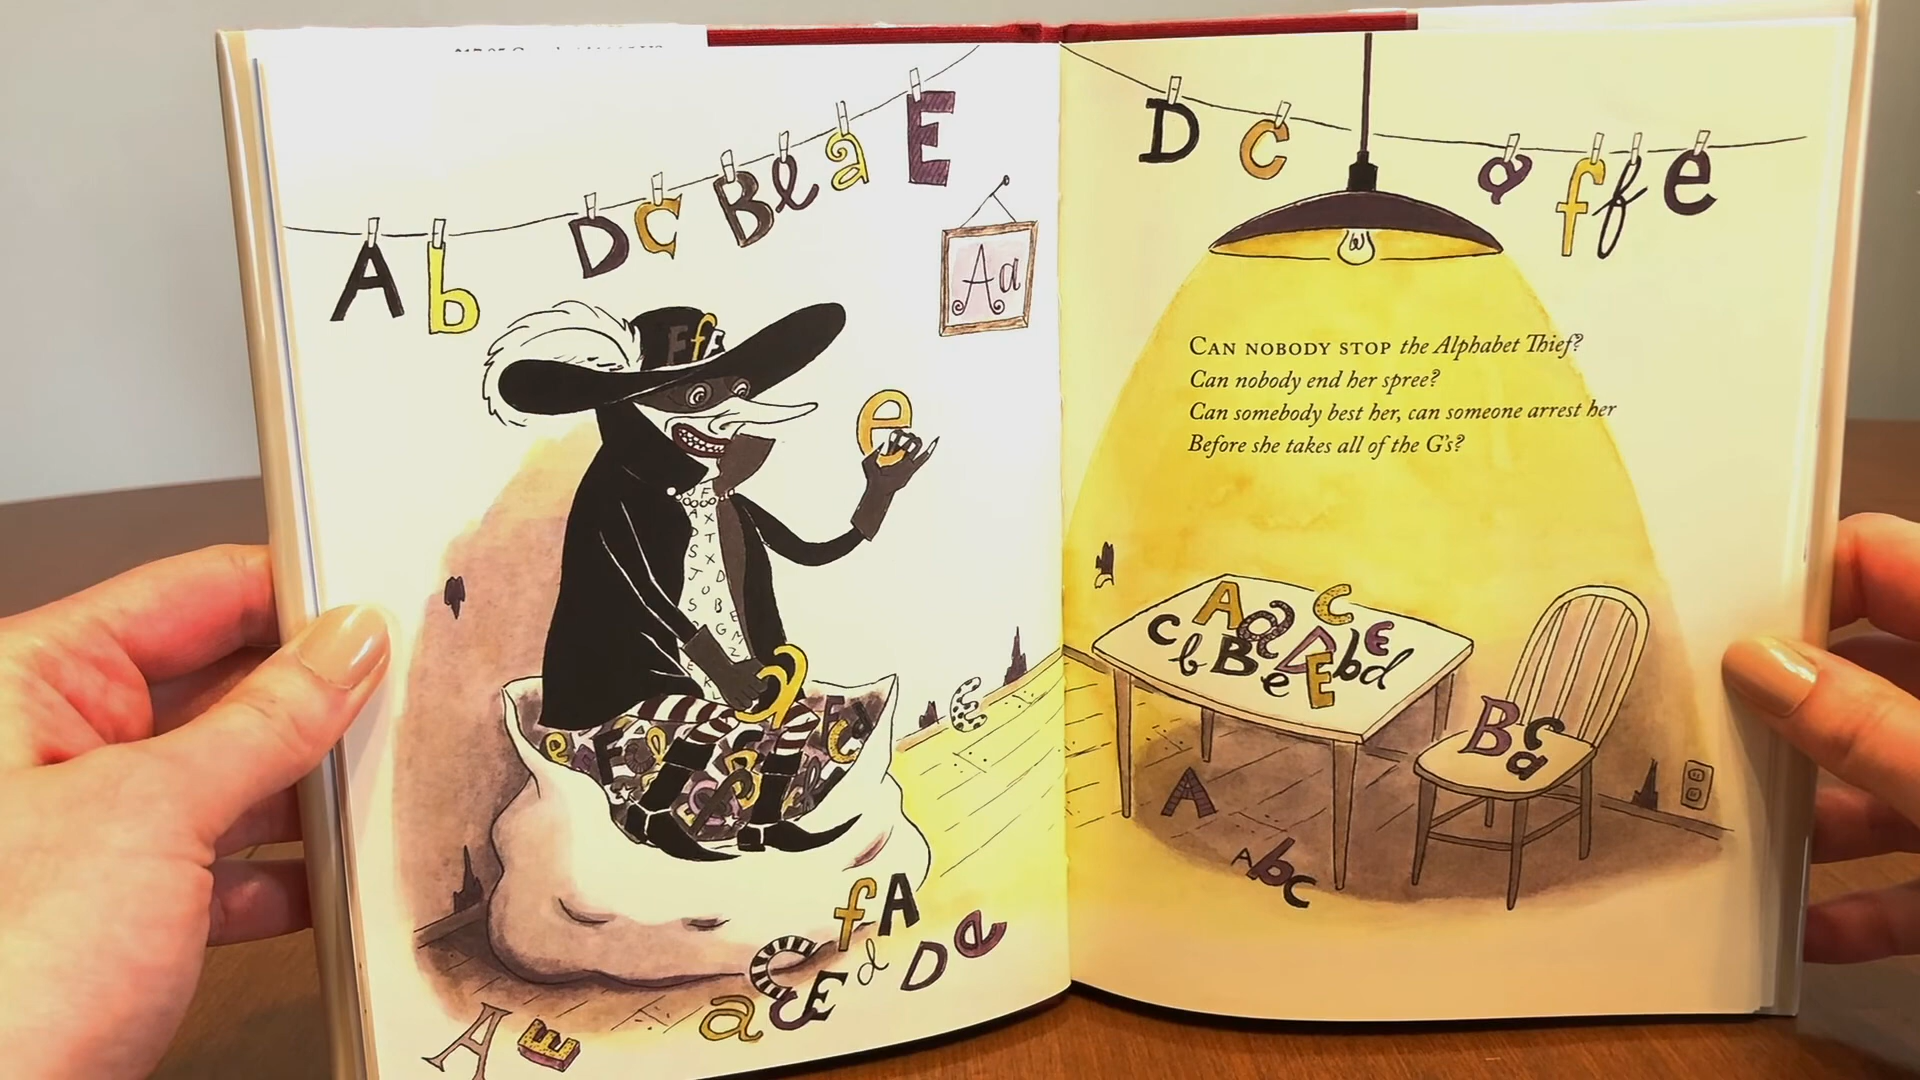 A b D c B e a E
D c a f f e
Aa
F f F
e
CAN NOBODY STOP the Alphabet Thief?
Can nobody end her spree?
Can somebody best her, can someone arrest her
Before she takes all of the G's?
a
c
A a C
c b B e D E b d e
B c a
A
A b c
f A
c E d D e
a
A E